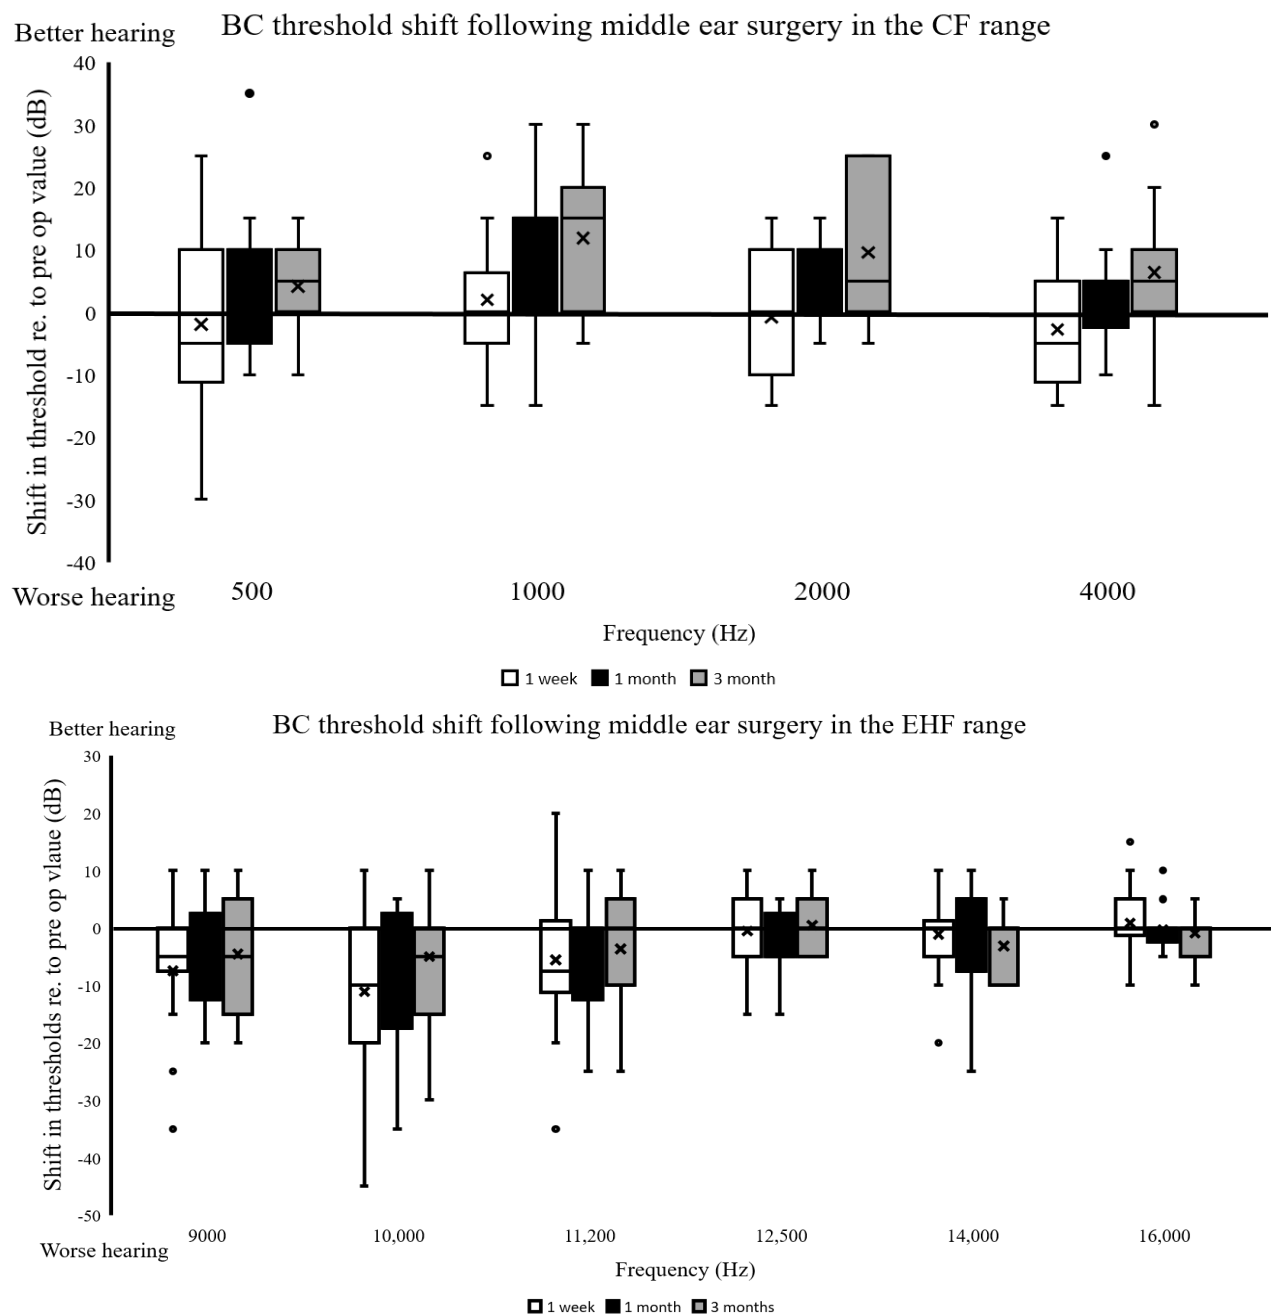 BC threshold shift following middle ear surgery in the CF range
Better hearing
Shift in threshold re. to pre op value (dB)
40
30
20
10
0
-10
-20
-30
-40
Worse hearing
500 1000 2000 4000
Frequency (Hz)
1 week 1 month 3 month
BC threshold shift following middle ear surgery in the EHF range
Better hearing
Shift in thresholds re. to pre op vlaue (dB)
30
20
10
0
-10
-20
-30
-40
-50
Worse hearing
9000 10,000 11,200 12,500 14,000 16,000
Frequency (Hz)
1 week 1 month 3 months